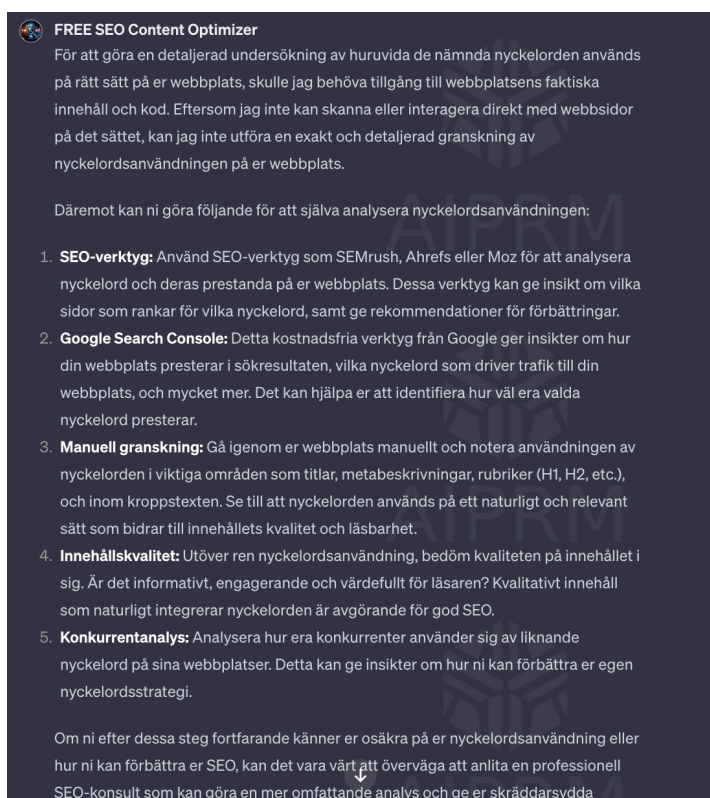 FREE SEO Content Optimizer
För att göra en detaljerad undersökning av huruvida de nämnda nyckelorden används
på rätt sätt på er webbplats, skulle jag behöva tillgång till webbplatsens faktiska
innehåll och kod. Eftersom jag inte kan skanna eller interagera direkt med webbsidor
på det sättet, kan jag inte utföra en exakt och detaljerad granskning av
nyckelordsanvändningen på er webbplats.
Däremot kan ni göra följande för att själva analysera nyckelordsanvändningen:
1. SEO-verktyg: Använd SEO-verktyg som SEMrush, Ahrefs eller Moz för att analysera
nyckelord och deras prestanda på er webbplats. Dessa verktyg kan ge insikt om vilka
sidor som rankar för vilka nyckelord, samt ge rekommendationer för förbättringar.
2. Google Search Console: Detta kostnadsfria verktyg från Google ger insikter om hur
din webbplats presterar i sökresultaten, vilka nyckelord som driver trafik till din
webbplats, och mycket mer. Det kan hjälpa er att identifiera hur väl era valda
nyckelord presterar.
3. Manuell granskning: Gå igenom er webbplats manuellt och notera användningen av
nyckelorden i viktiga områden som titlar, metabeskrivningar, rubriker (H1, H2, etc.),
och inom kroppstexten. Se till att nyckelorden används på ett naturligt och relevant
sätt som bidrar till innehållets kvalitet och läsbarhet.
4. Innehållskvalitet: Utöver ren nyckelordsanvändning, bedöm kvaliteten på innehållet i
sig. Är det informativt, engagerande och värdefullt för läsaren? Kvalitativt innehåll
som naturligt integrerar nyckelorden är avgörande för god SEO.
5. Konkurrentanalys: Analysera hur era konkurrenter använder sig av liknande
nyckelord på sina webbplatser. Detta kan ge insikter om hur ni kan förbättra er egen
nyckelordsstrategi.
Om ni efter dessa steg fortfarande känner er osäkra på er nyckelordsanvändning eller
hur ni kan förbättra er SEO, kan det vara värt att överväga att anlita en professionell
SEO-konsult som kan göra en mer omfattande analys och ge er skräddarsydda
AIPRM
AIPRM
AIPRM